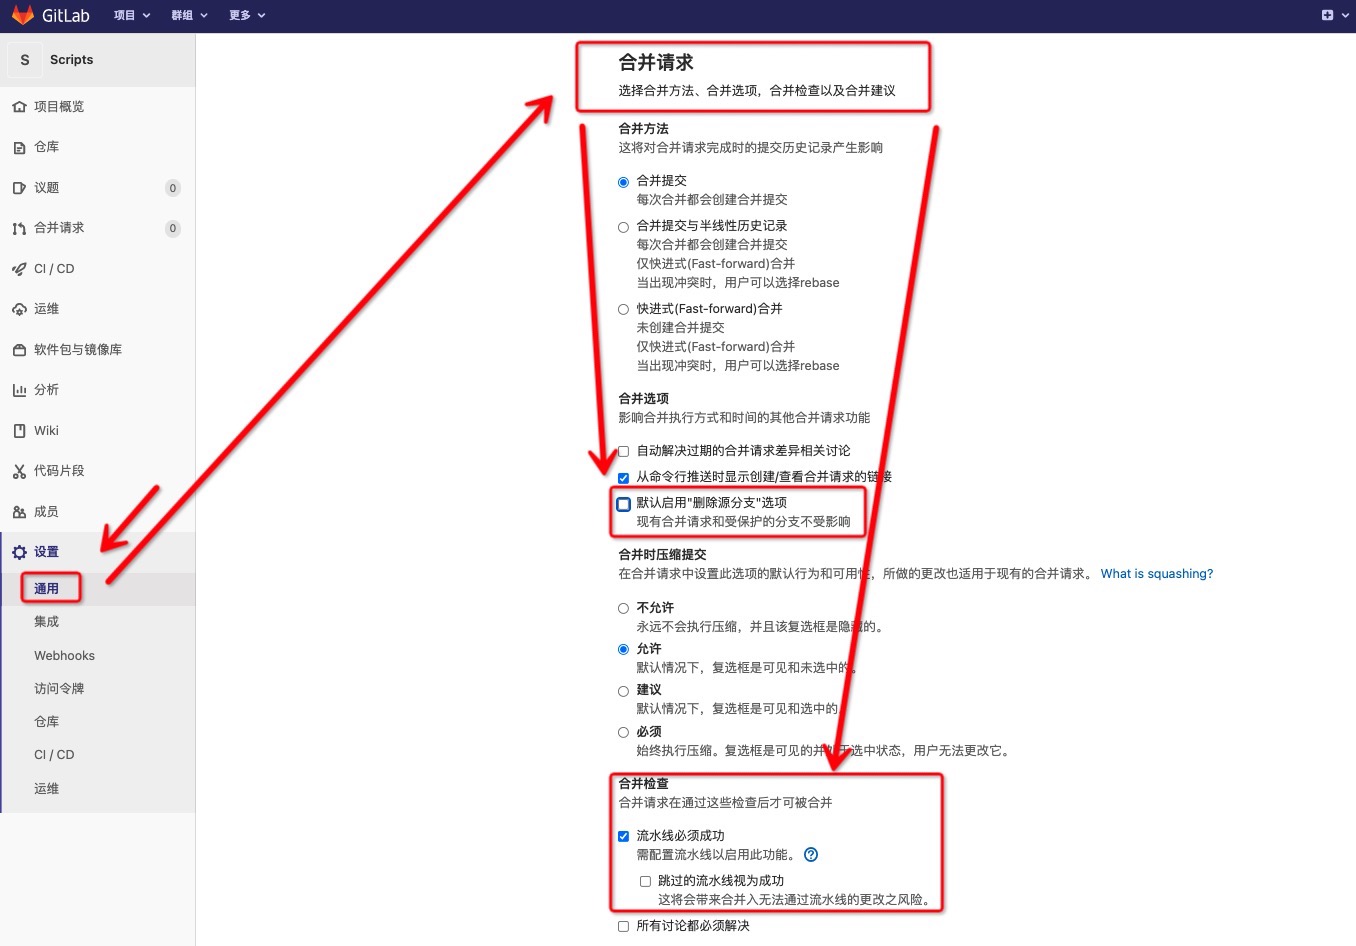 GitLab 项目 群组 更多
S Scripts
项目概览
仓库
议题 0
合并请求 0
CI / CD
运维
软件包与镜像库
分析
Wiki
代码片段
成员
设置
通用
集成
Webhooks
访问令牌
仓库
CI / CD
运维
合并请求
选择合并方法、合并选项，合并检查以及合并建议
合并方法
这将对合并请求完成时的提交历史记录产生影响
合并提交
每次合并都会创建合并提交
合并提交与半线性历史记录
每次合并都会创建合并提交
仅快进式(Fast-forward)合并
当出现冲突时，用户可以选择rebase
快进式(Fast-forward)合并
未创建合并提交
仅快进式(Fast-forward)合并
当出现冲突时，用户可以选择rebase
合并选项
影响合并执行方式和时间的其他合并请求功能
自动解决过期的合并请求差异相关讨论
从命令行推送时显示创建/查看合并请求的链接
默认启用"删除源分支"选项
现有合并请求和受保护的分支不受影响
合并时压缩提交
在合并请求中设置此选项的默认行为和可用性，所做的更改也适用于现有的合并请求。 What is squashing?
不允许
永远不会执行压缩，并且该复选框是隐藏的。
允许
默认情况下，复选框是可见和未选中的。
建议
默认情况下，复选框是可见和选中的
必须
始终执行压缩。复选框是可见的并处于选中状态，用户无法更改它。
合并检查
合并请求在通过这些检查后才可被合并
流水线必须成功
需配置流水线以启用此功能。
跳过的流水线视为成功
这将会带来合并入无法通过流水线的更改之风险。
所有讨论都必须解决